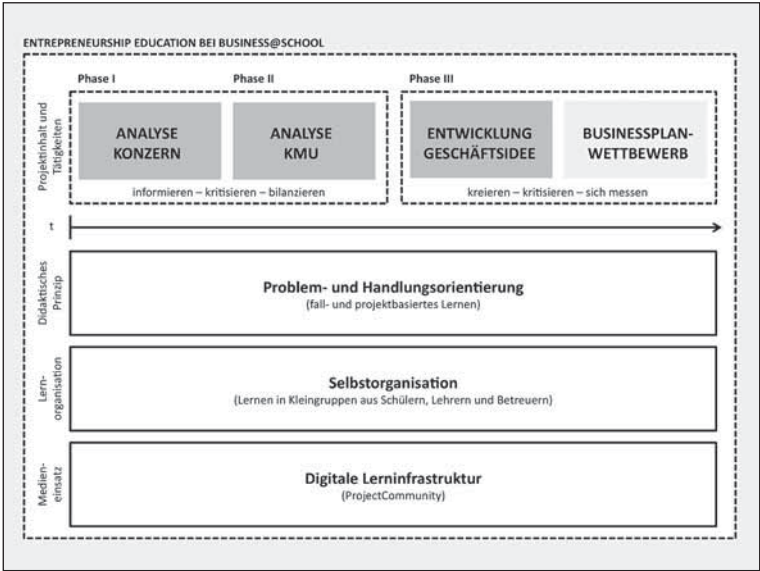 ENTREPRENEURSHIP EDUCATION BEI BUSINESS@SCHOOL
Phase I
Phase II
Phase III
Projektinhalt und
Tätigkeiten
ANALYSE
KONZERN
ANALYSE
KMU
ENTWICKLUNG
GESCHÄFTSIDEE
BUSINESSPLAN-
WETTBEWERB
informieren – kritisieren – bilanzieren
kreieren – kritisieren – sich messen
t
Didaktisches
Prinzip
Problem- und Handlungsorientierung
(fall- und projektbasiertes Lernen)
Lern-
organisation
Selbstorganisation
(Lernen in Kleingruppen aus Schülern, Lehrern und Betreuern)
Medien-
einsatz
Digitale Lerninfrastruktur
(ProjectCommunity)